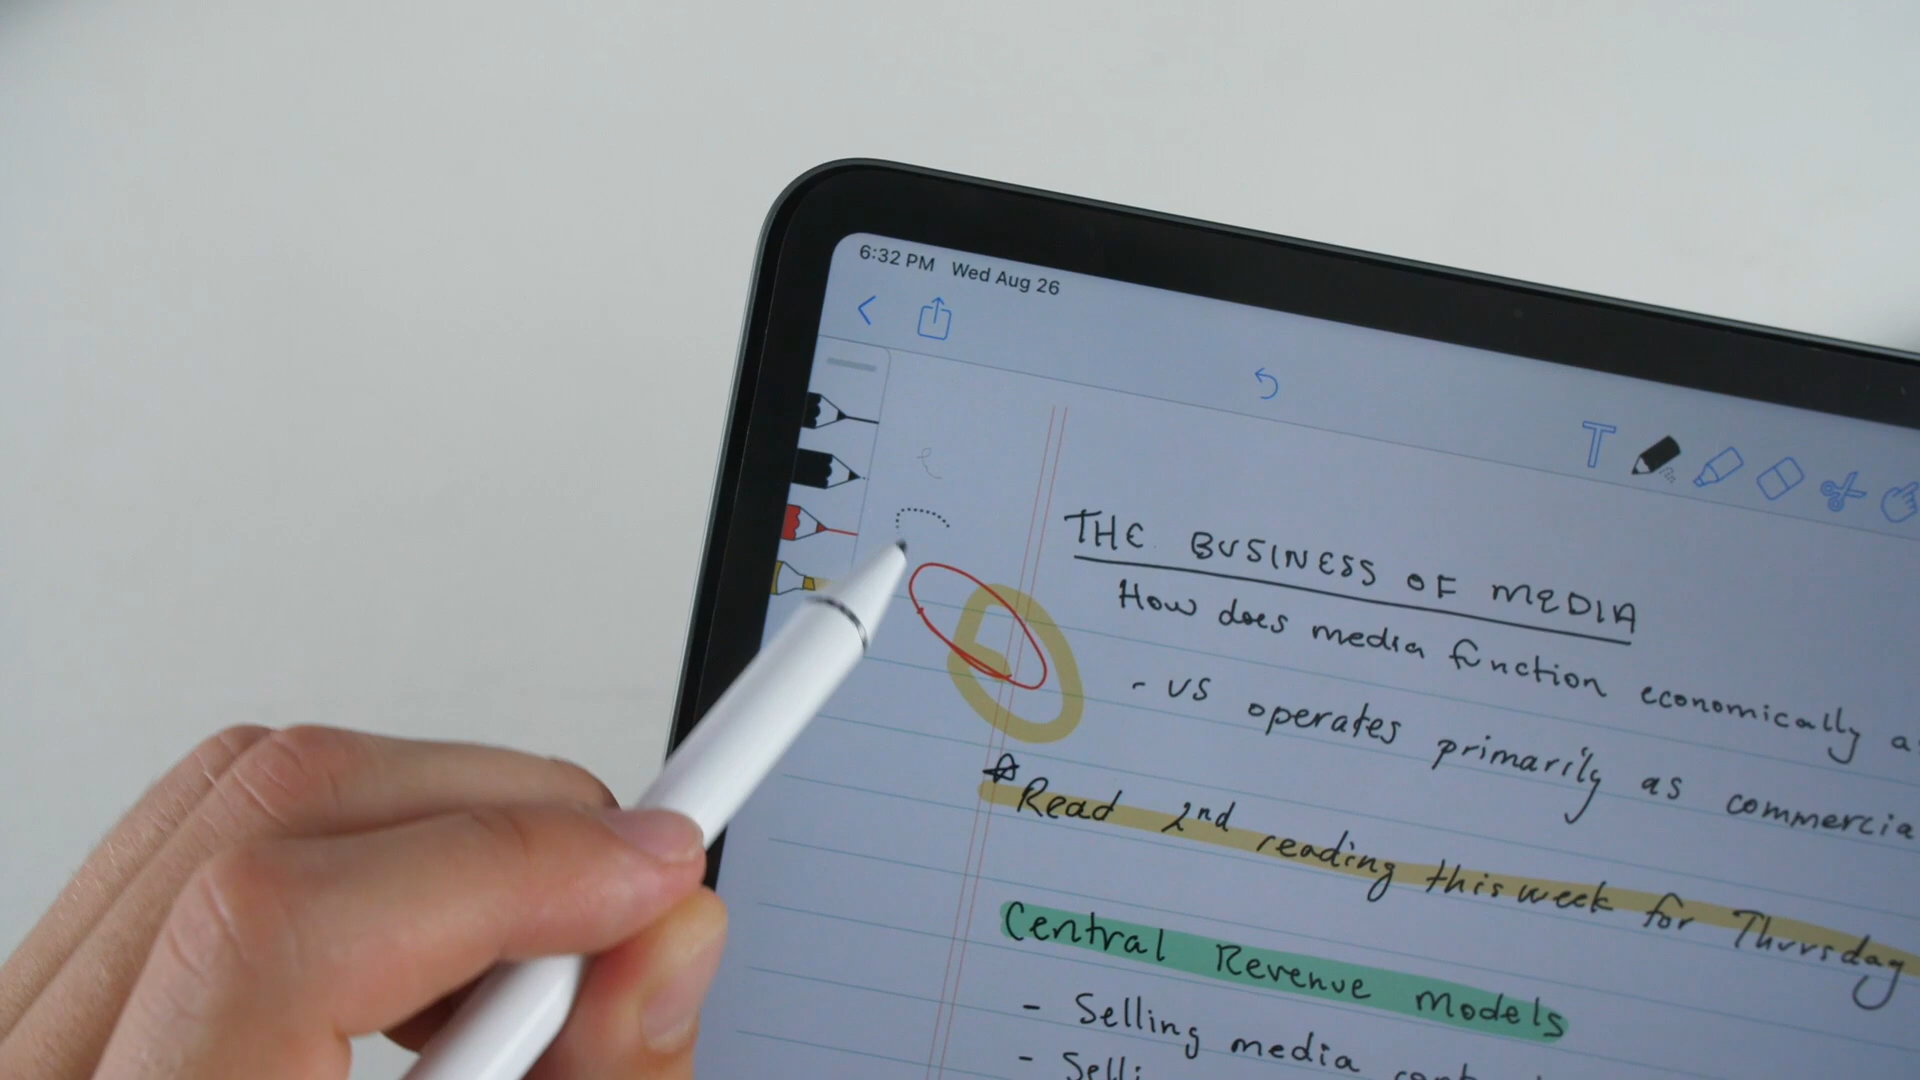 6:32 PM Wed Aug 26
T
THE BUSINESS OF MEDIA
How does media function economically
- US operates primarily as
Read 2nd reading this week for Thursday
Central Revenue Models
- Selling media
-